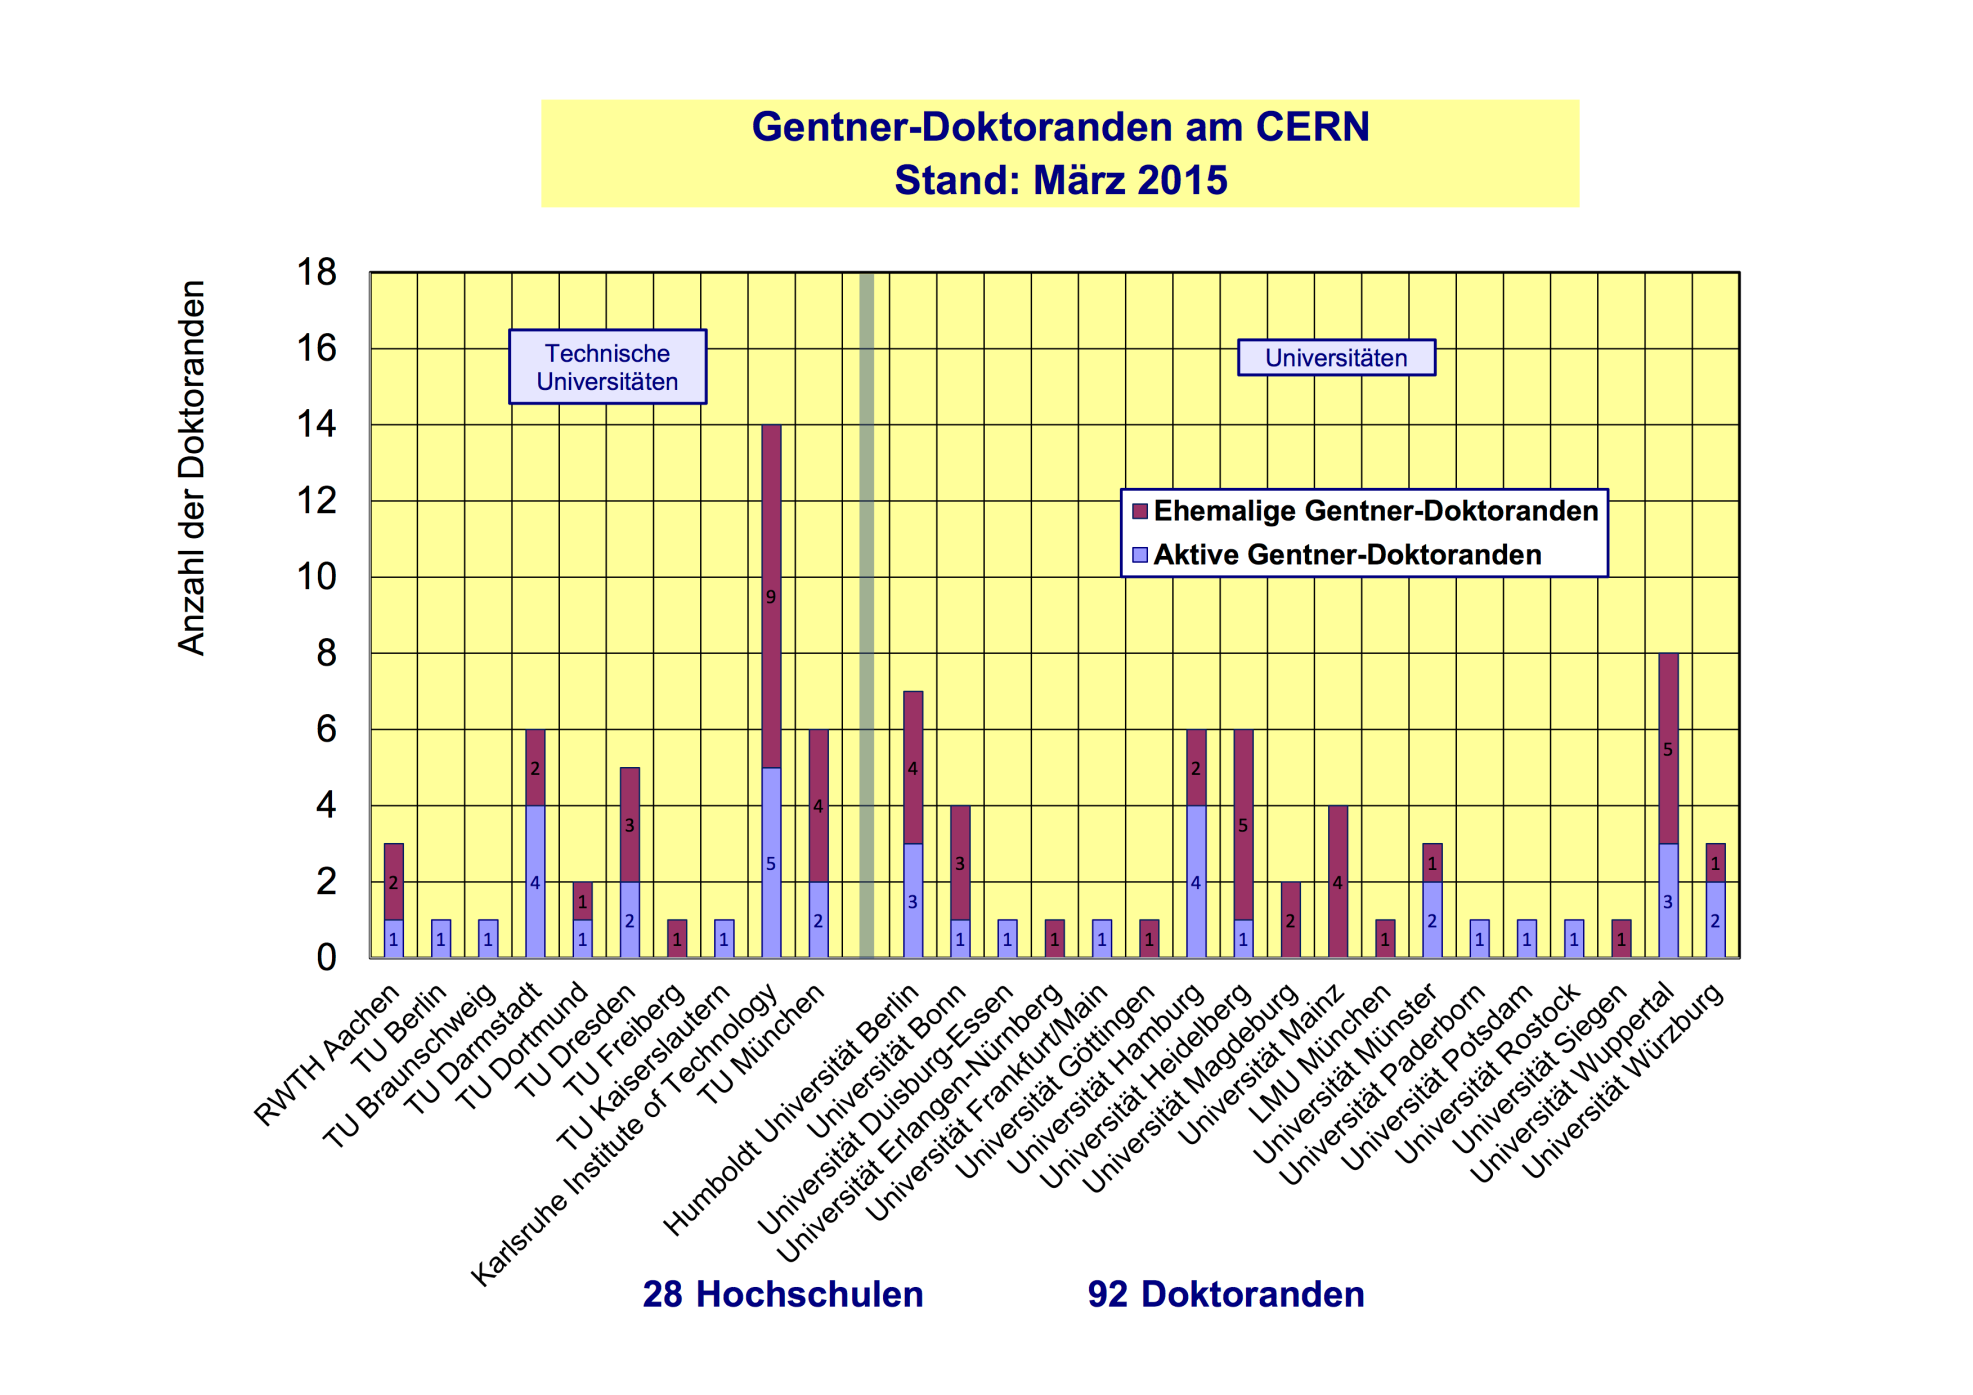 Gentner-Doktoranden am CERN
Stand: März 2015
Anzahl der Doktoranden
18
16
14
12
10
8
6
4
2
0
Technische
Universitäten
Universitäten
Ehemalige Gentner-Doktoranden
Aktive Gentner-Doktoranden
2
1
1
1
2
4
1
1
3
2
1
1
9
5
4
2
4
3
3
1
1
1
1
1
2
4
5
1
2
4
1
1
2
1
1
1
1
5
3
1
2
RWTH Aachen
TU Berlin
TU Braunschweig
TU Darmstadt
TU Dortmund
TU Dresden
TU Freiberg
TU Kaiserslautern
Karlsruhe Institute of Technology
TU München
Humboldt Universität Berlin
Universität Bonn
Universität Duisburg-Essen
Universität Erlangen-Nürnberg
Universität Frankfurt/Main
Universität Göttingen
Universität Hamburg
Universität Heidelberg
Universität Magdeburg
Universität Mainz
LMU München
Universität Münster
Universität Paderborn
Universität Potsdam
Universität Rostock
Universität Siegen
Universität Wuppertal
Universität Würzburg
28 Hochschulen
92 Doktoranden